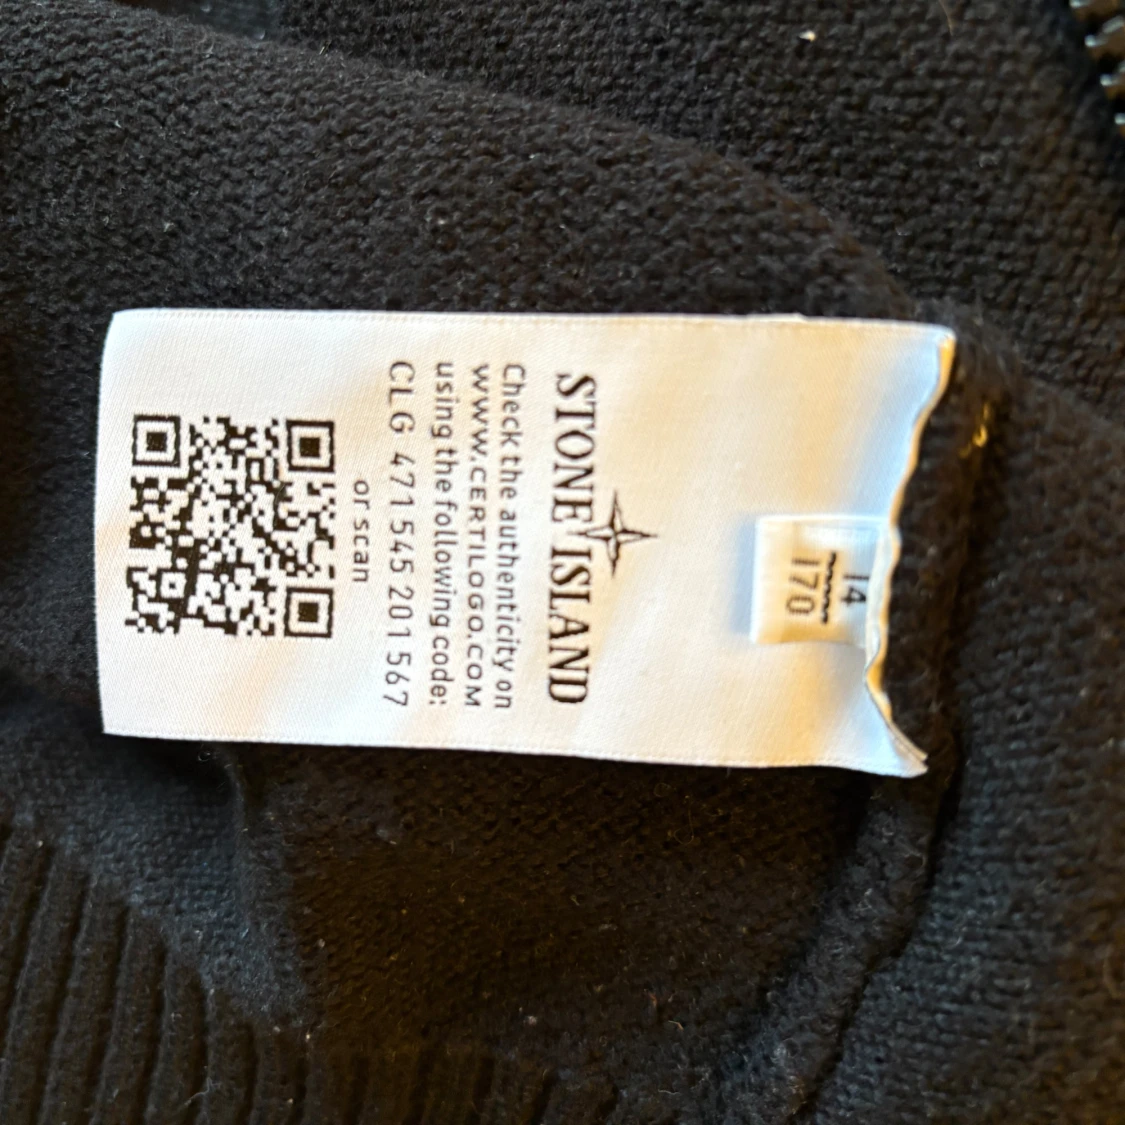 14
170
STONE ISLAND
Check the authenticity on
WWW.CERTILOGO.COM
using the following code:
CLG 471 545 201 567
or scan